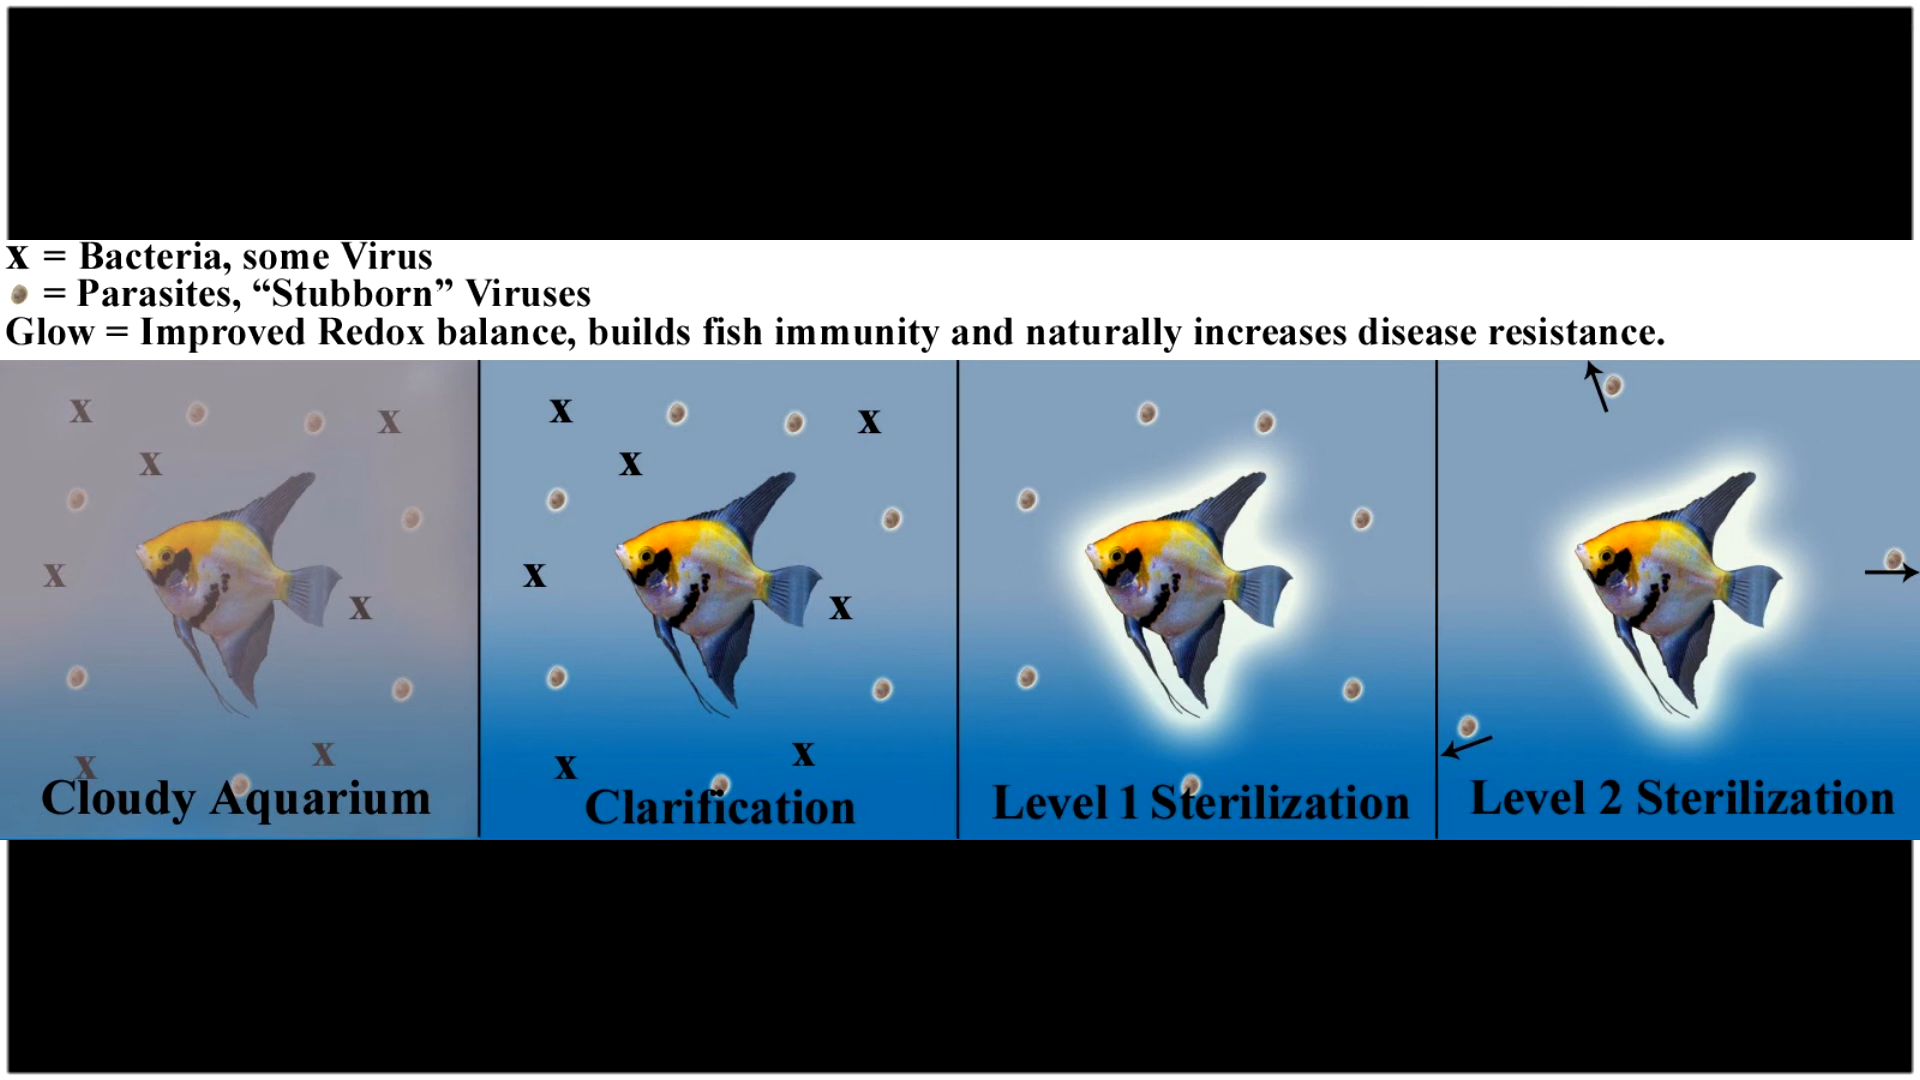 x = Bacteria, some Virus
= Parasites, “Stubborn” Viruses
Glow = Improved Redox balance, builds fish immunity and naturally increases disease resistance.
x x x x x x x
Cloudy Aquarium
x x x x x x x
Clarification
Level 1 Sterilization
Level 2 Sterilization